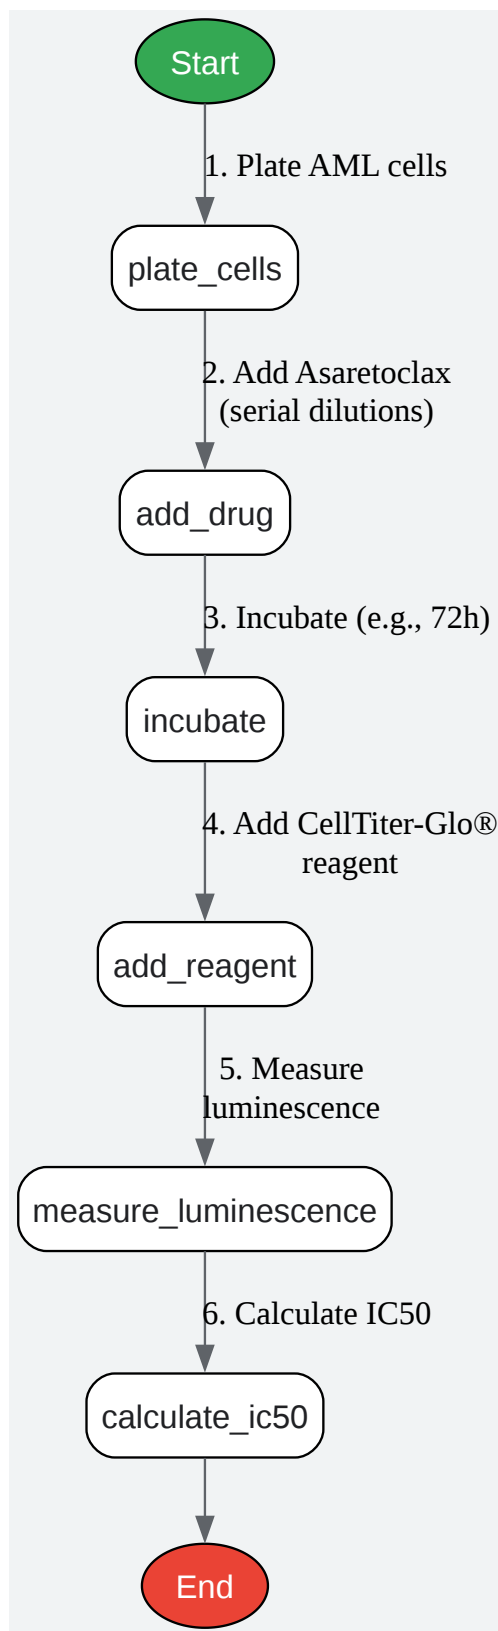 Start
1. Plate AML cells
plate_cells
2. Add Asaretoclax
(serial dilutions)
add_drug
3. Incubate (e.g., 72h)
incubate
4. Add CellTiter-Glo®
reagent
add_reagent
5. Measure
luminescence
measure_luminescence
6. Calculate IC50
calculate_ic50
End